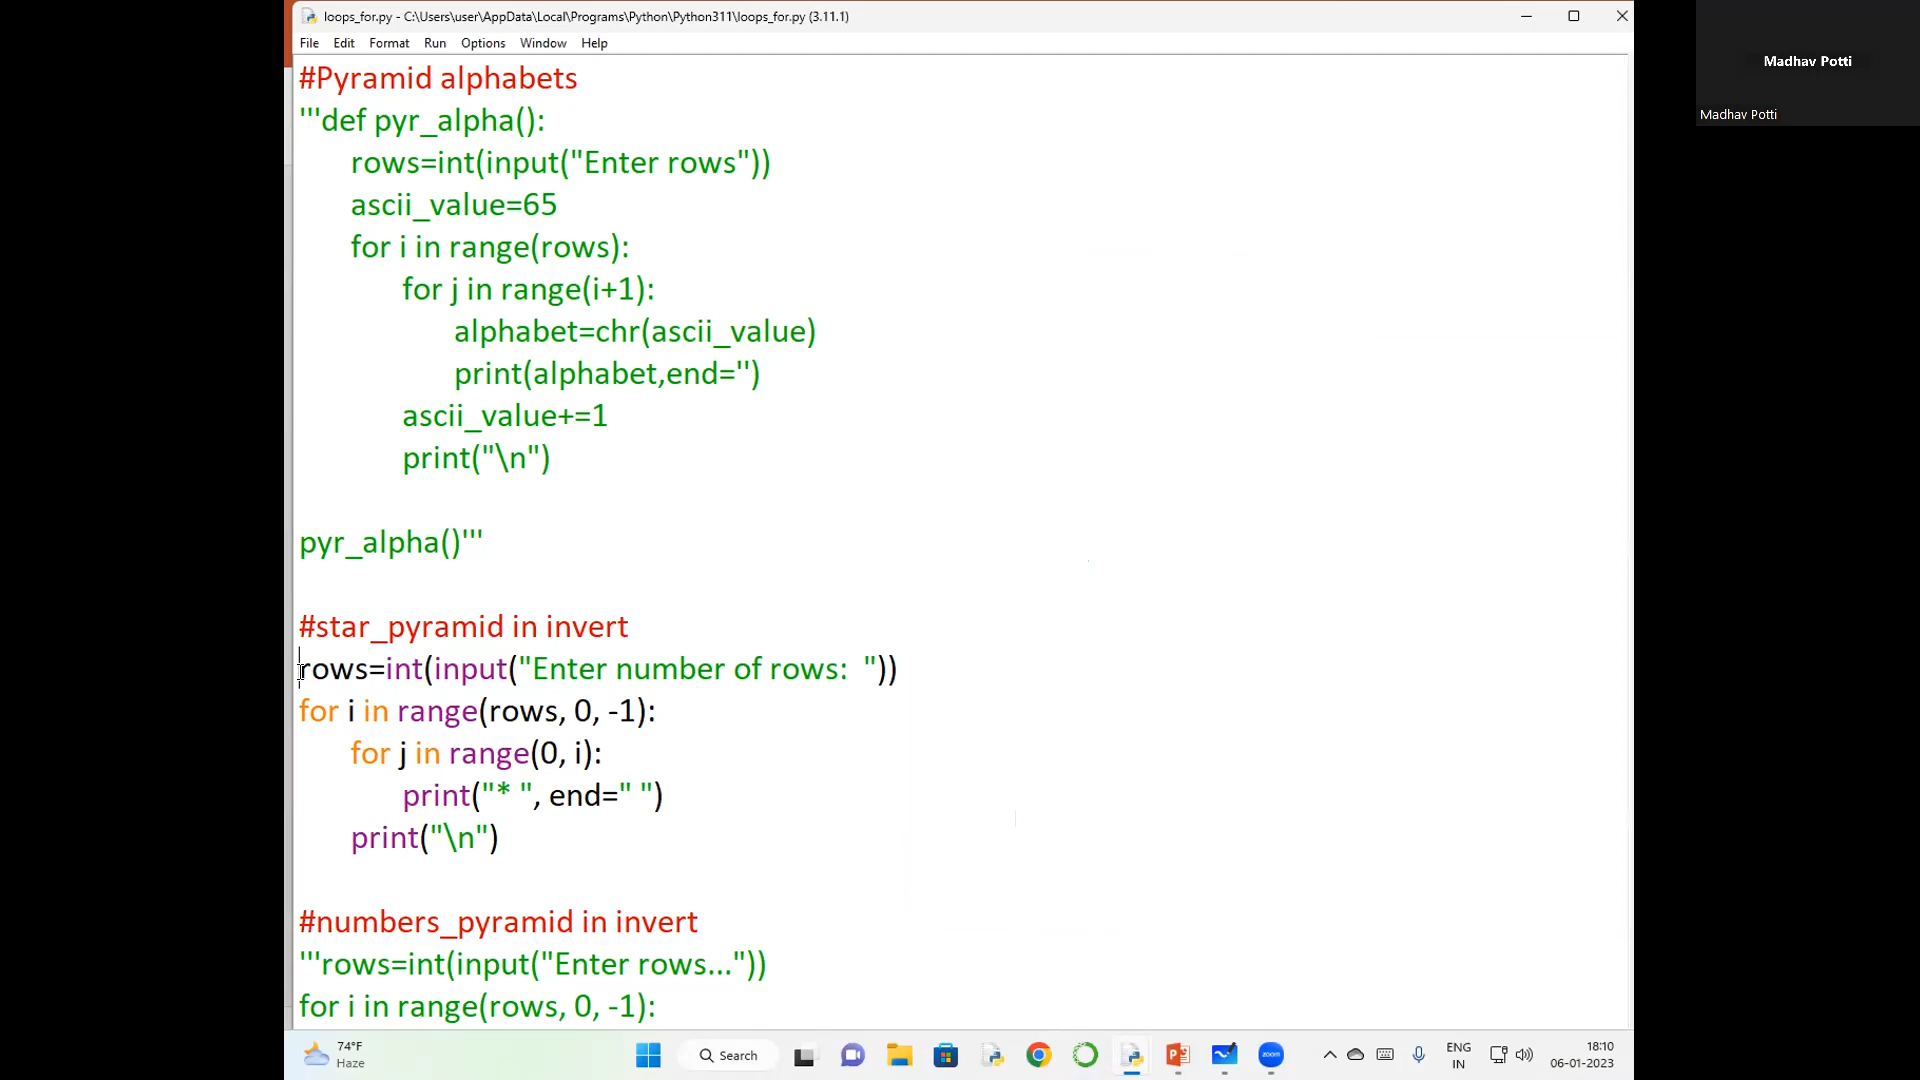 loops_for.py - C:\Users\user\AppData\Local\Programs\Python\Python311\loops_for.py (3.11.1)
File Edit Format Run Options Window Help
#Pyramid alphabets
'''def pyr_alpha():
    rows=int(input("Enter rows"))
    ascii_value=65
    for i in range(rows):
        for j in range(i+1):
            alphabet=chr(ascii_value)
            print(alphabet,end='')
        ascii_value+=1
        print("\n")
pyr_alpha()'''
#star_pyramid in invert
rows=int(input("Enter number of rows:  "))
for i in range(rows, 0, -1):
    for j in range(0, i):
        print("* ", end=" ")
    print("\n")
#numbers_pyramid in invert
'''rows=int(input("Enter rows..."))
for i in range(rows, 0, -1):
Madhav Potti
Madhav Potti
74°F
Haze
Search
zoom
ENG
IN
18:10
06-01-2023